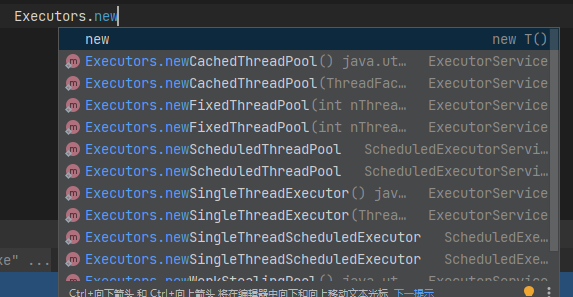 Executors.new
new new T()
Executors.newCachedThreadPool() java.ut… ExecutorService
Executors.newCachedThreadPool(ThreadFac… ExecutorService
Executors.newFixedThreadPool(int nThrea… ExecutorService
Executors.newFixedThreadPool(int nThrea… ExecutorService
Executors.newScheduledThreadPool ScheduledExecutorServi…
Executors.newScheduledThreadPool ScheduledExecutorServi…
Executors.newSingleThreadExecutor() jav… ExecutorService
Executors.newSingleThreadExecutor(Threa… ExecutorService
Executors.newSingleThreadScheduledExecutor ScheduledExe…
Executors.newSingleThreadScheduledExecutor ScheduledExe…
Executors.newWorkStealingPool ExecutorService
xe" ...
Ctrl+向下箭头 和 Ctrl+向上箭头 将在编辑器中向下和向上移动文本光标 下一提示